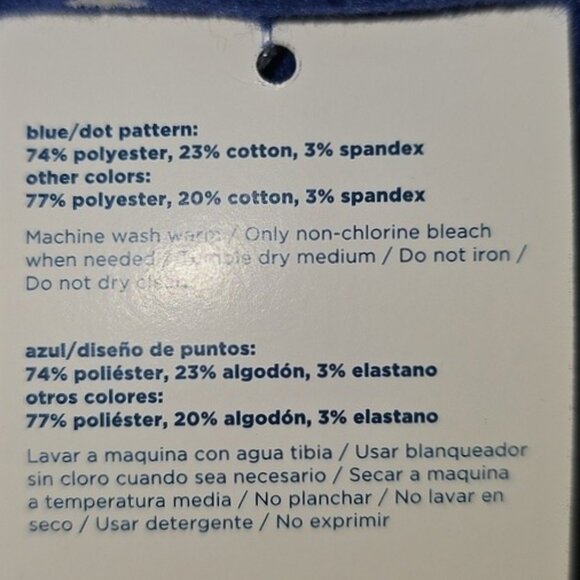 blue/dot pattern:
74% polyester, 23% cotton, 3% spandex
other colors:
77% polyester, 20% cotton, 3% spandex
Machine wash warm / Only non-chlorine bleach
when needed / Tumble dry medium / Do not iron /
Do not dry clean
azul/diseño de puntos:
74% poliéster, 23% algodón, 3% elastano
otros colores:
77% poliéster, 20% algodón, 3% elastano
Lavar a maquina con agua tibia / Usar blanqueador
sin cloro cuando sea necesario / Secar a maquina
a temperatura media / No planchar / No lavar en
seco / Usar detergente / No exprimir